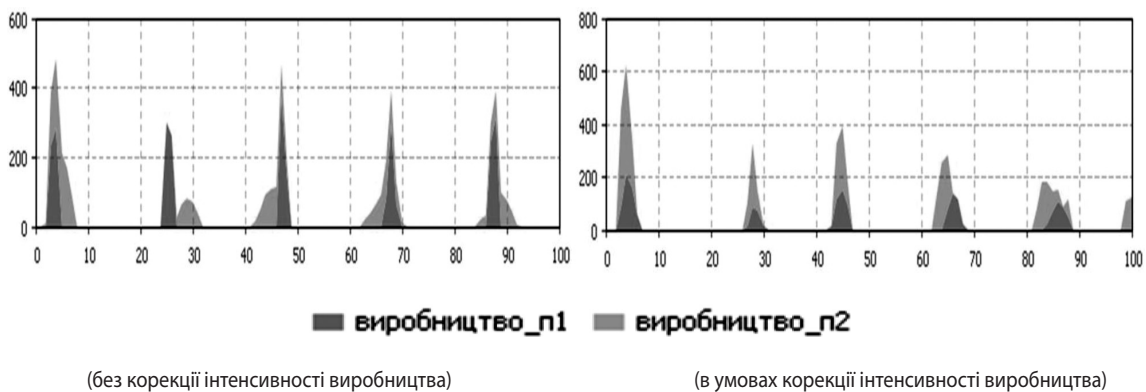 600
400
200
0
0 10 20 30 40 50 60 70 80 90 100
800
600
400
200
0
0 10 20 30 40 50 60 70 80 90 100
виробництво_п1 виробництво_п2
(без корекції інтенсивності виробництва) (в умовах корекції інтенсивності виробництва)